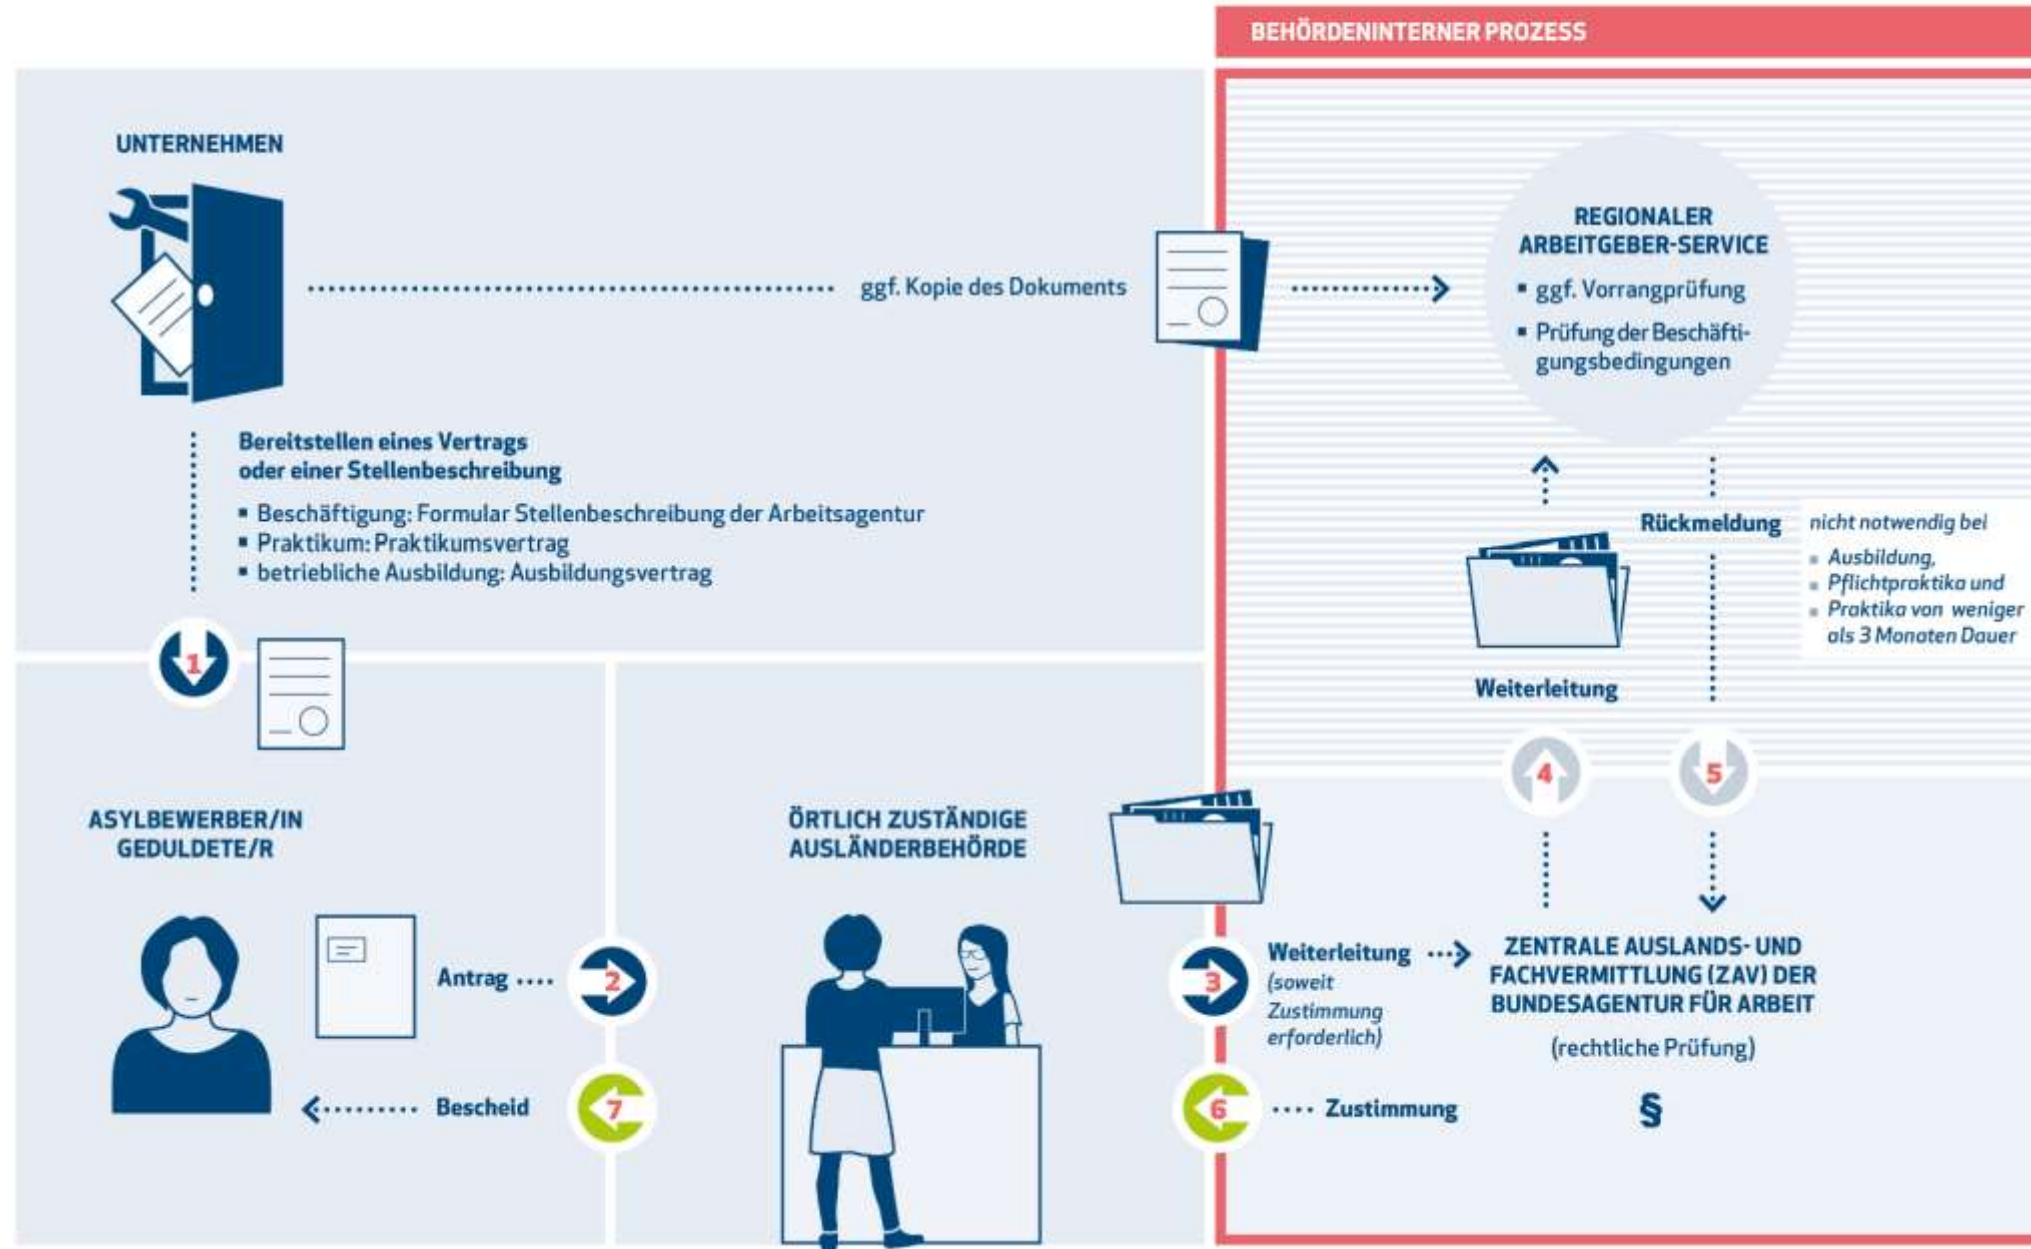 BEHÖRDENINTERNER PROZESS
UNTERNEHMEN
ggf. Kopie des Dokuments
REGIONALER
ARBEITGEBER-SERVICE
▪ ggf. Vorrangprüfung
▪ Prüfung der Beschäfti-
gungsbedingungen
Bereitstellen eines Vertrags
oder einer Stellenbeschreibung
▪ Beschäftigung: Formular Stellenbeschreibung der Arbeitsagentur
▪ Praktikum: Praktikumsvertrag
▪ betriebliche Ausbildung: Ausbildungsvertrag
Rückmeldung
nicht notwendig bei
▪ Ausbildung,
▪ Pflichtpraktika und
▪ Praktika von weniger
als 3 Monaten Dauer
1
Weiterleitung
4
5
ASYLBEWERBER/IN
GEDULDETE/R
ÖRTLICH ZUSTÄNDIGE
AUSLÄNDERBEHÖRDE
Antrag
2
3
Weiterleitung
(soweit
Zustimmung
erforderlich)
ZENTRALE AUSLANDS- UND
FACHVERMITTLUNG (ZAV) DER
BUNDESAGENTUR FÜR ARBEIT
(rechtliche Prüfung)
§
Bescheid
7
6
Zustimmung